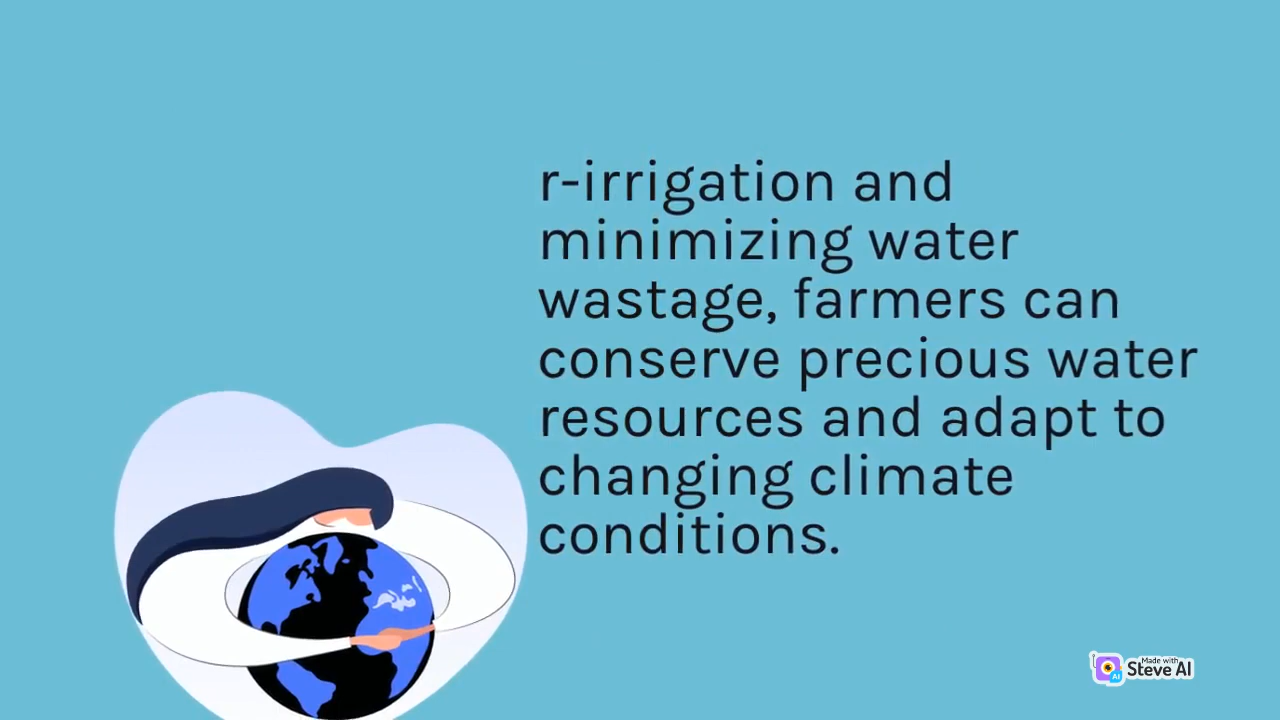 r-irrigation and
minimizing water
wastage, farmers can
conserve precious water
resources and adapt to
changing climate
conditions.
Made with
Steve AI
AI